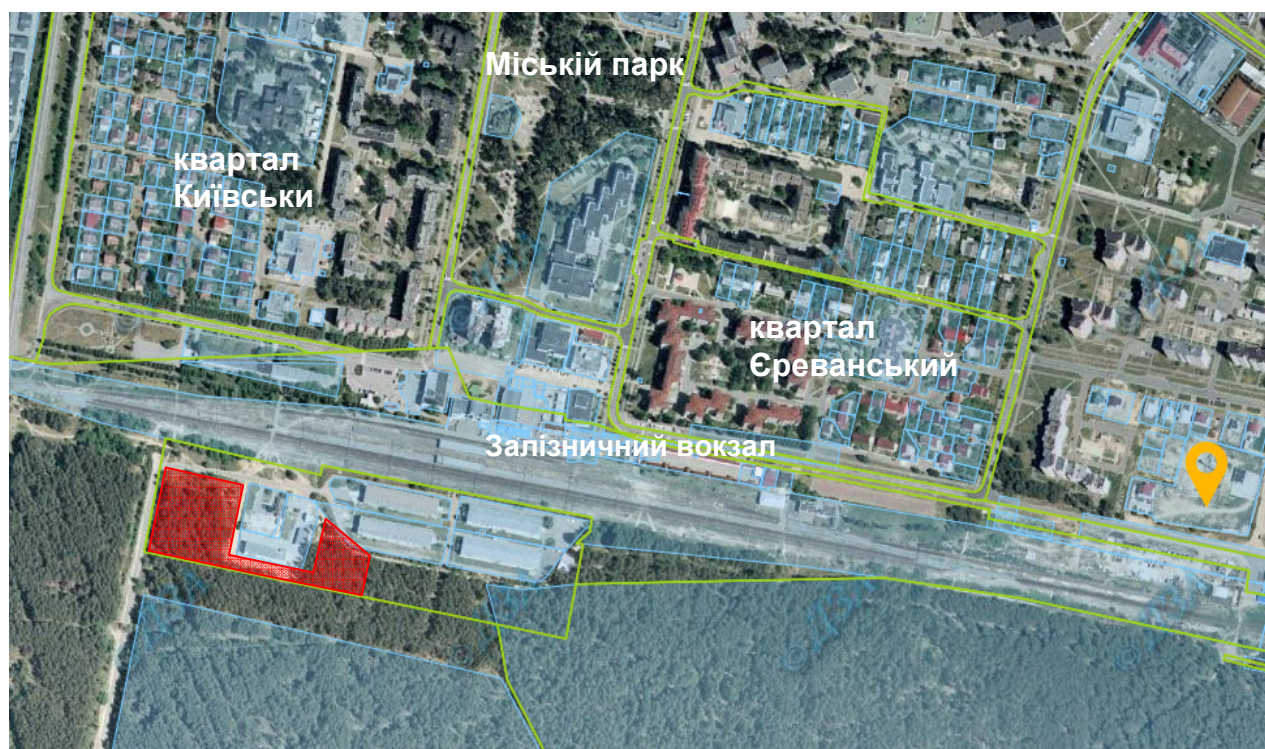 Міській парк
квартал
Київськи
квартал
Єреванський
Залізничний вокзал